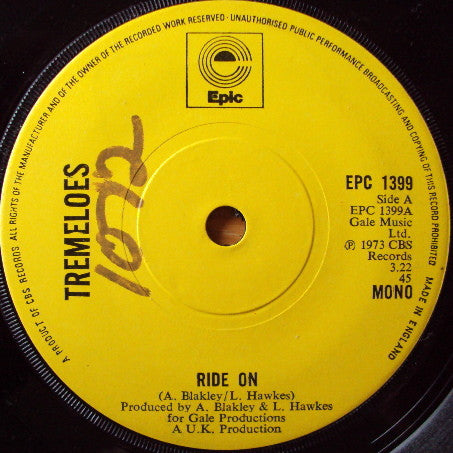 MANUFACTURER AND OF THE OWNER OF THE RECORDED WORK RESERVED · UNAUTHORISED PUBLIC PERFORMANCE BROADCASTING AND COPYING OF THIS RECORD PROHIBITED
A PRODUCT OF CBS RECORDS ALL RIGHTS OF THE
MADE IN ENGLAND
Epic
TREMELOES
1072
EPC 1399
Side A
EPC 1399A
Gale Music
Ltd.
℗ 1973 CBS
Records
3.22
45
MONO
RIDE ON
(A. Blakley/L. Hawkes)
Produced by A. Blakley & L. Hawkes
for Gale Productions
A U.K. Production